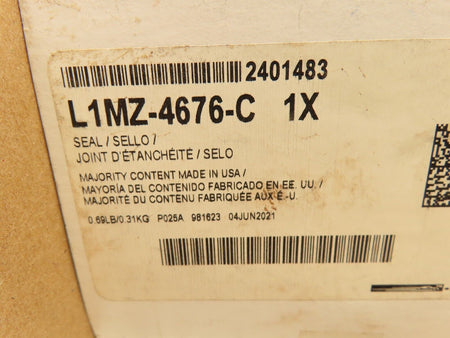 2401483
L1MZ-4676-C 1X
SEAL / SELLO /
JOINT D'ÉTANCHÉITÉ / SELO
MAJORITY CONTENT MADE IN USA /
MAYORÍA DEL CONTENIDO FABRICADO EN EE. UU. /
MAJORITÉ DU CONTENU FABRIQUÉE AUX É.-U.
0.69LB/0.31KG P025A 981623 04JUN2021